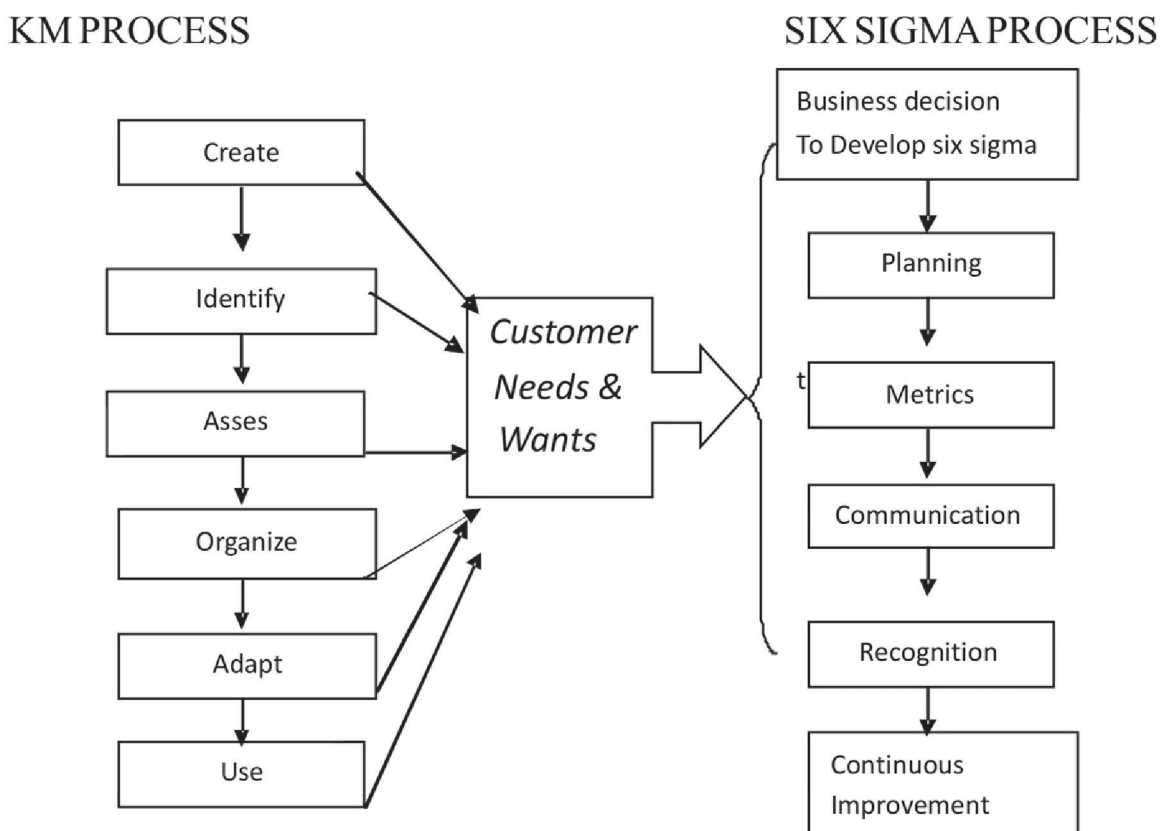 KM PROCESS
SIX SIGMA PROCESS
Create
Identify
Asses
Organize
Adapt
Use
Customer
Needs &
Wants
Business decision
To Develop six sigma
Planning
t
Metrics
Communication
Recognition
Continuous
Improvement